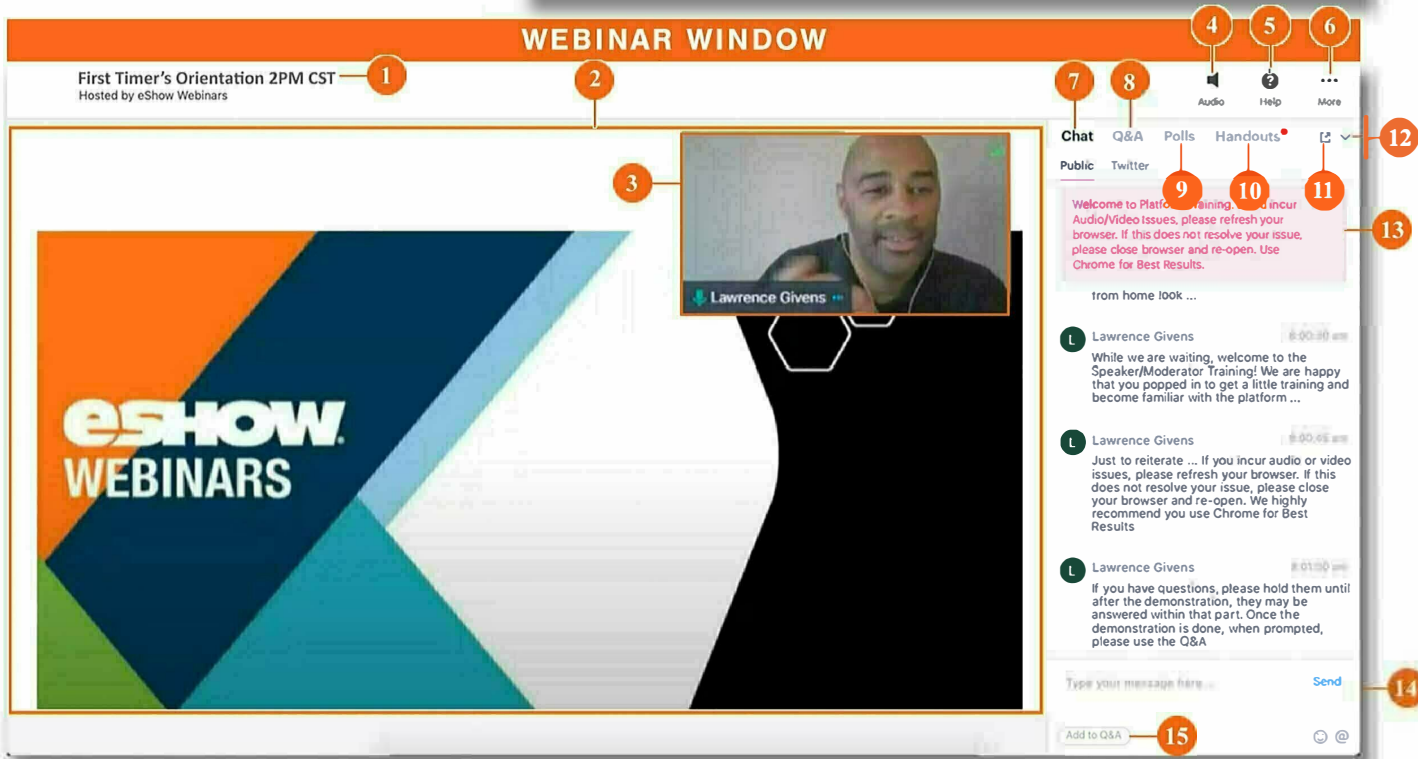 WEBINAR WINDOW
4
5
6
First Timer's Orientation 2PM CST
1
Hosted by eShow Webinars
2
7
8
Audio
Help
More
Chat
Q&A
Polls
Handouts
12
Public
Twitter
9
10
11
3
Welcome to incur
Audio/Video Issues, please refresh your
browser. If this does not resolve your issue,
please close browser and re-open. Use
Chrome for Best Results.
13
Lawrence Givens
from home look ...
L
Lawrence Givens
While we are waiting, welcome to the
Speaker/Moderator Training! We are happy
that you popped in to get a little training and
become familiar with the platform ...
eSHOW
WEBINARS
L
Lawrence Givens
Just to reiterate ... If you incur audio or video
issues, please refresh your browser. If this
does not resolve your issue, please close
your browser and re-open. We highly
recommend you use Chrome for Best
Results
L
Lawrence Givens
If you have questions, please hold them until
after the demonstration, they may be
answered within that part. Once the
demonstration is done, when prompted,
please use the Q&A
Type your message here...
Send
14
Add to Q&A
15
@